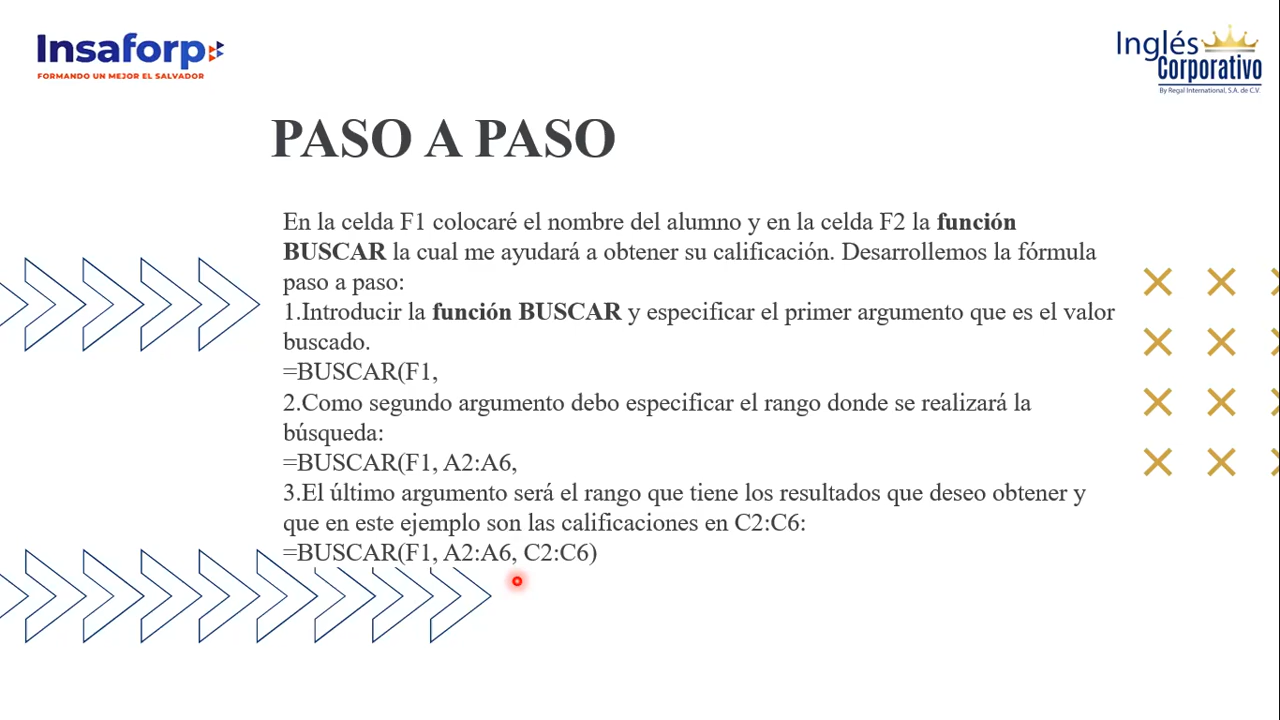 Insaforp
FORMANDO UN MEJOR EL SALVADOR
Inglés
Corporativo
By Regal International, S.A. de C.V.
PASO A PASO
En la celda F1 colocaré el nombre del alumno y en la celda F2 la función
BUSCAR la cual me ayudará a obtener su calificación. Desarrollemos la fórmula
paso a paso:
1.Introducir la función BUSCAR y especificar el primer argumento que es el valor
buscado.
=BUSCAR(F1,
2.Como segundo argumento debo especificar el rango donde se realizará la
búsqueda:
=BUSCAR(F1, A2:A6,
3.El último argumento será el rango que tiene los resultados que deseo obtener y
que en este ejemplo son las calificaciones en C2:C6:
=BUSCAR(F1, A2:A6, C2:C6)